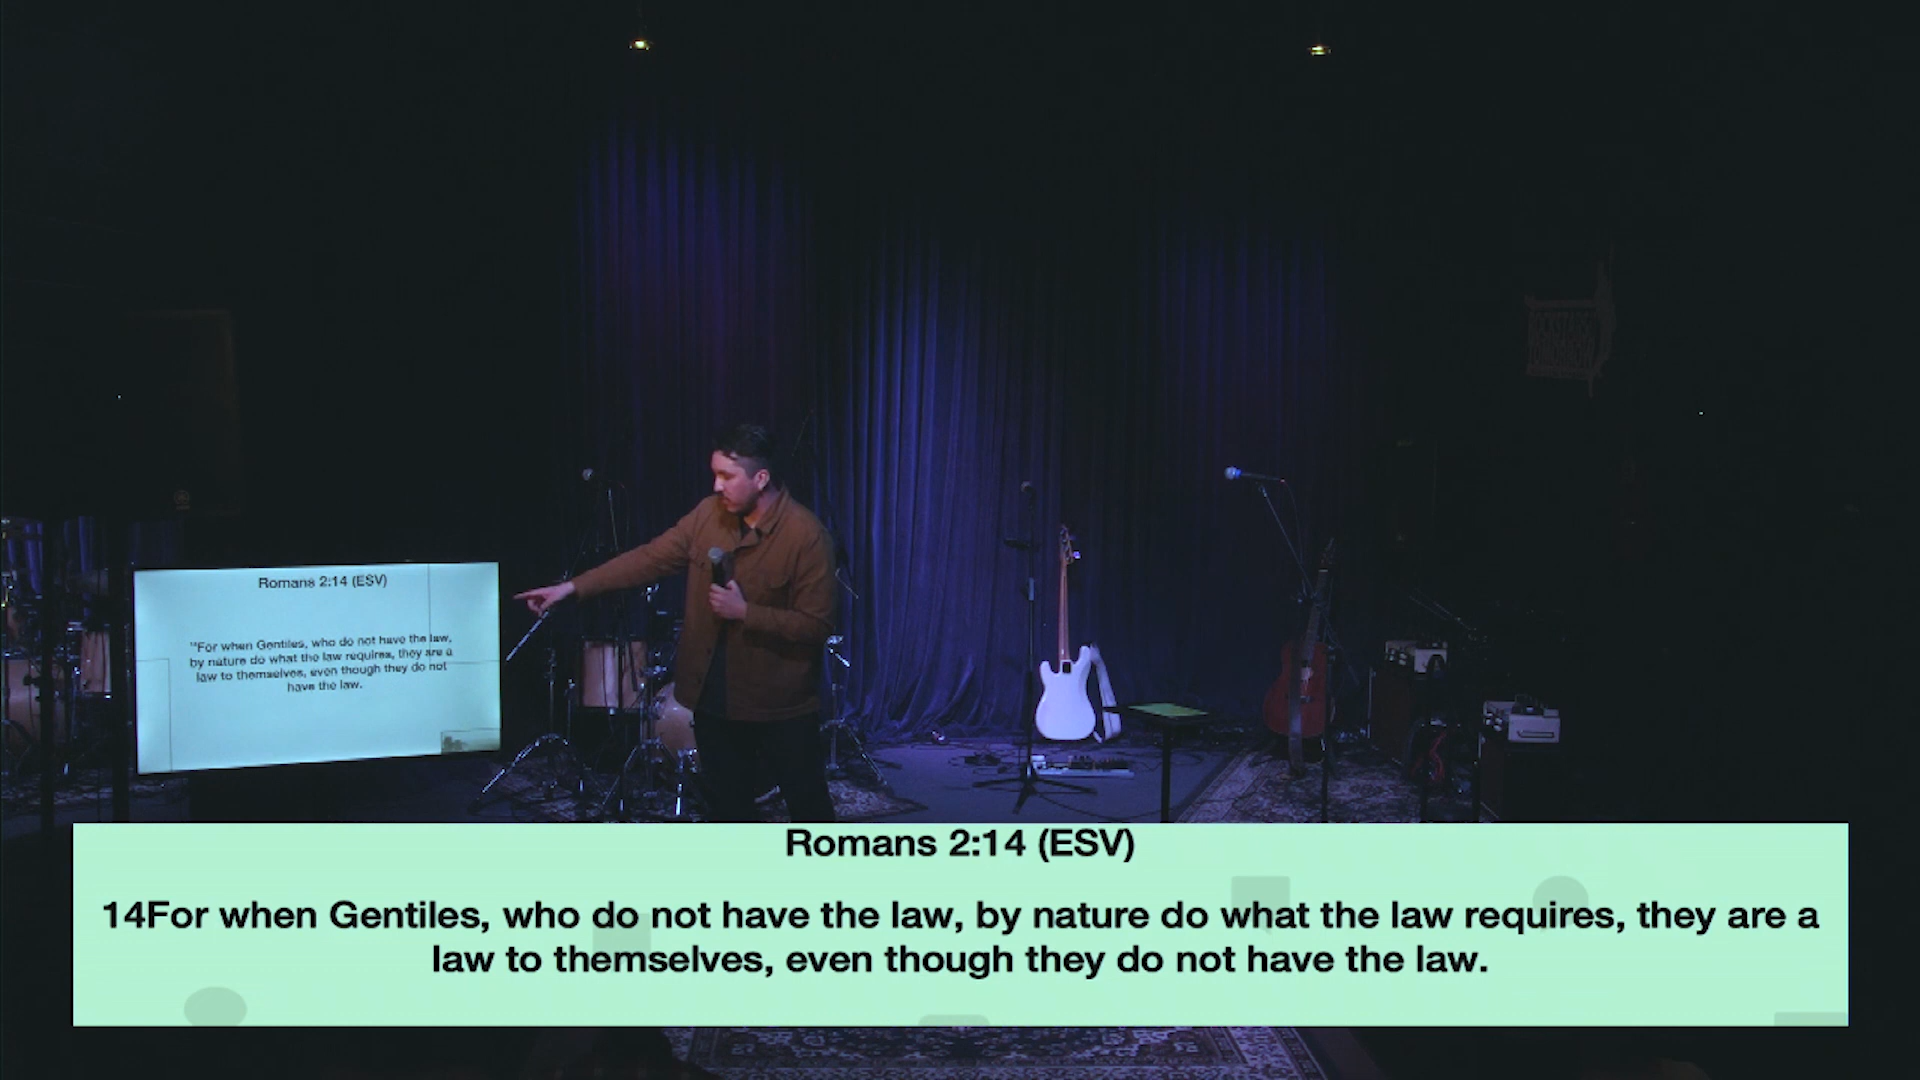 Romans 2:14 (ESV)
14For when Gentiles, who do not have the law,
by nature do what the law requires, they are a
law to themselves, even though they do not
have the law.
Romans 2:14 (ESV)
14For when Gentiles, who do not have the law, by nature do what the law requires, they are a
law to themselves, even though they do not have the law.